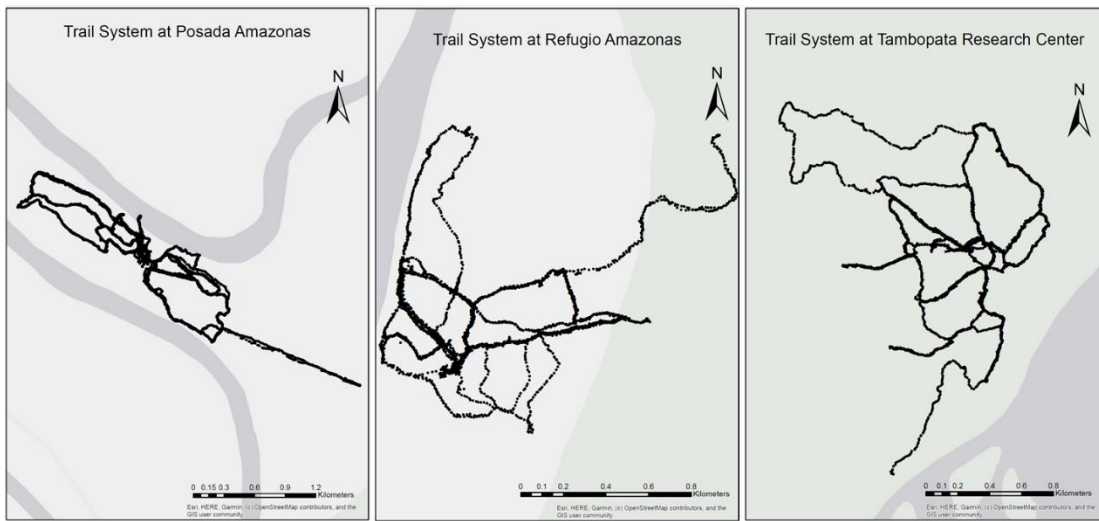 Trail System at Posada Amazonas
N
0 0.15 0.3 0.6 0.9 1.2
Kilometers
Esri, HERE, Garmin, (c) OpenStreetMap contributors, and the
GIS user community
Trail System at Refugio Amazonas
N
0 0.1 0.2 0.4 0.6 0.8
Kilometers
Esri, HERE, Garmin, (c) OpenStreetMap contributors, and the
GIS user community
Trail System at Tambopata Research Center
N
0 0.1 0.2 0.4 0.6 0.8
Kilometers
Esri, HERE, Garmin, (c) OpenStreetMap contributors, and the
GIS user community